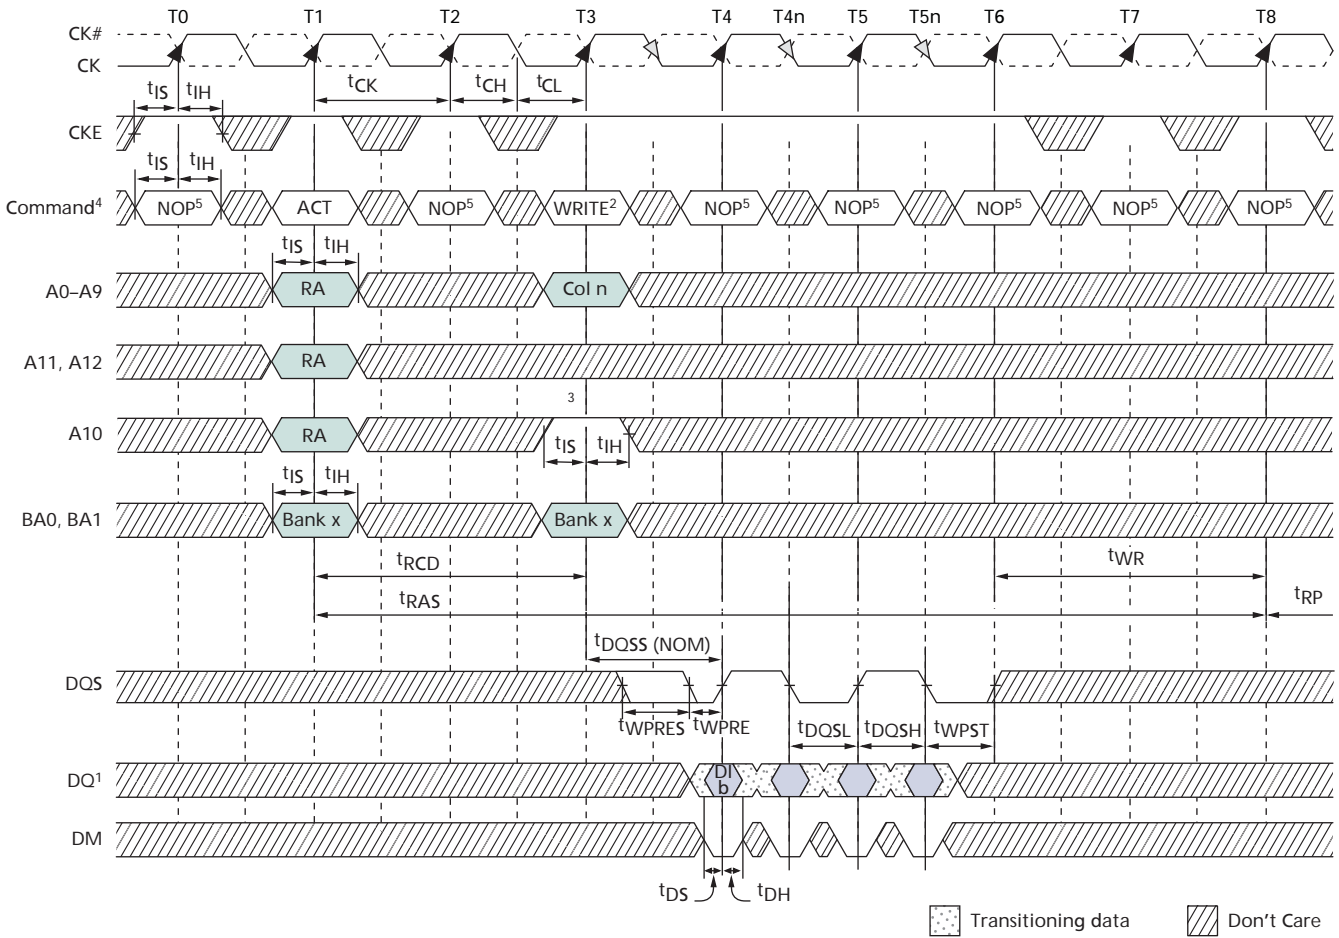 T0 T1 T2 T3 T4 T4n T5 T5n T6 T7 T8
CK#
CK
tIS tIH tCK tCH tCL
CKE
tIS tIH
Command4 NOP5 ACT NOP5 WRITE2 NOP5 NOP5 NOP5 NOP5 NOP5
tIS tIH
A0–A9 RA Col n
A11, A12 RA
3
A10 RA
tIS tIH
tIS tIH
BA0, BA1 Bank x Bank x
tRCD tWR
tRAS tRP
tDQSS (NOM)
DQS
tWPRES tWPRE tDQSL tDQSH tWPST
DQ1 DI
b
DM
tDS tDH
Transitioning data Don't Care